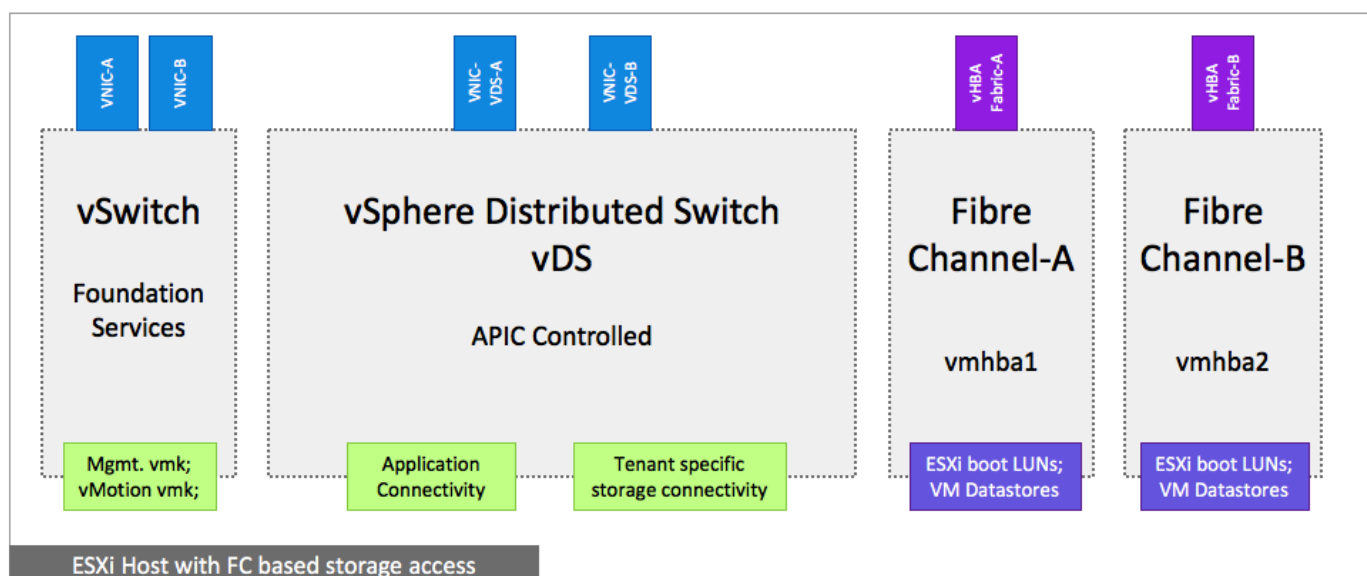 VNIC-A
VNIC-B
VNIC-
VDS-A
VNIC-
VDS-B
vHBA
Fabric-A
vHBA
Fabric-B
vSwitch
Foundation
Services
Mgmt. vmk;
vMotion vmk;
vSphere Distributed Switch
vDS
APIC Controlled
Application
Connectivity
Tenant specific
storage connectivity
Fibre
Channel-A
vmhba1
ESXi boot LUNs;
VM Datastores
Fibre
Channel-B
vmhba2
ESXi boot LUNs;
VM Datastores
ESXi Host with FC based storage access